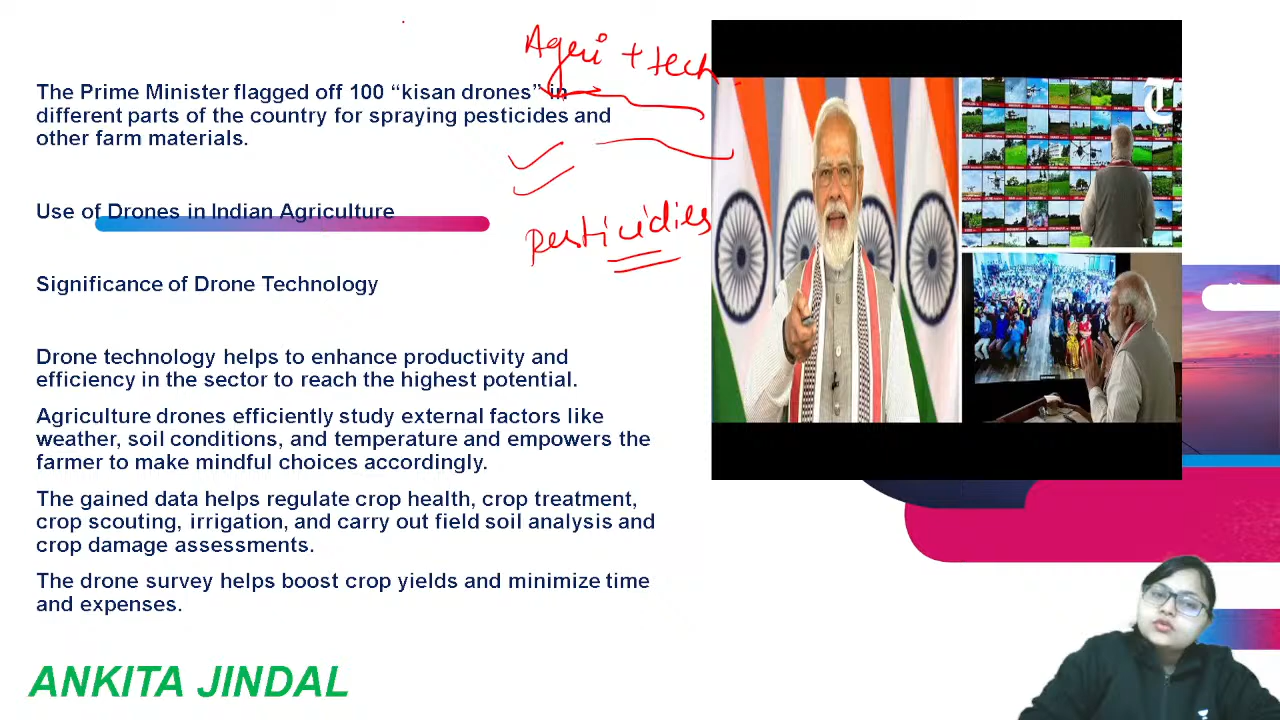 Agri + tech
The Prime Minister flagged off 100 “kisan drones” in
different parts of the country for spraying pesticides and
other farm materials.
Use of Drones in Indian Agriculture
pesticidies
Significance of Drone Technology
Drone technology helps to enhance productivity and
efficiency in the sector to reach the highest potential.
Agriculture drones efficiently study external factors like
weather, soil conditions, and temperature and empowers the
farmer to make mindful choices accordingly.
The gained data helps regulate crop health, crop treatment,
crop scouting, irrigation, and carry out field soil analysis and
crop damage assessments.
The drone survey helps boost crop yields and minimize time
and expenses.
ANKITA JINDAL